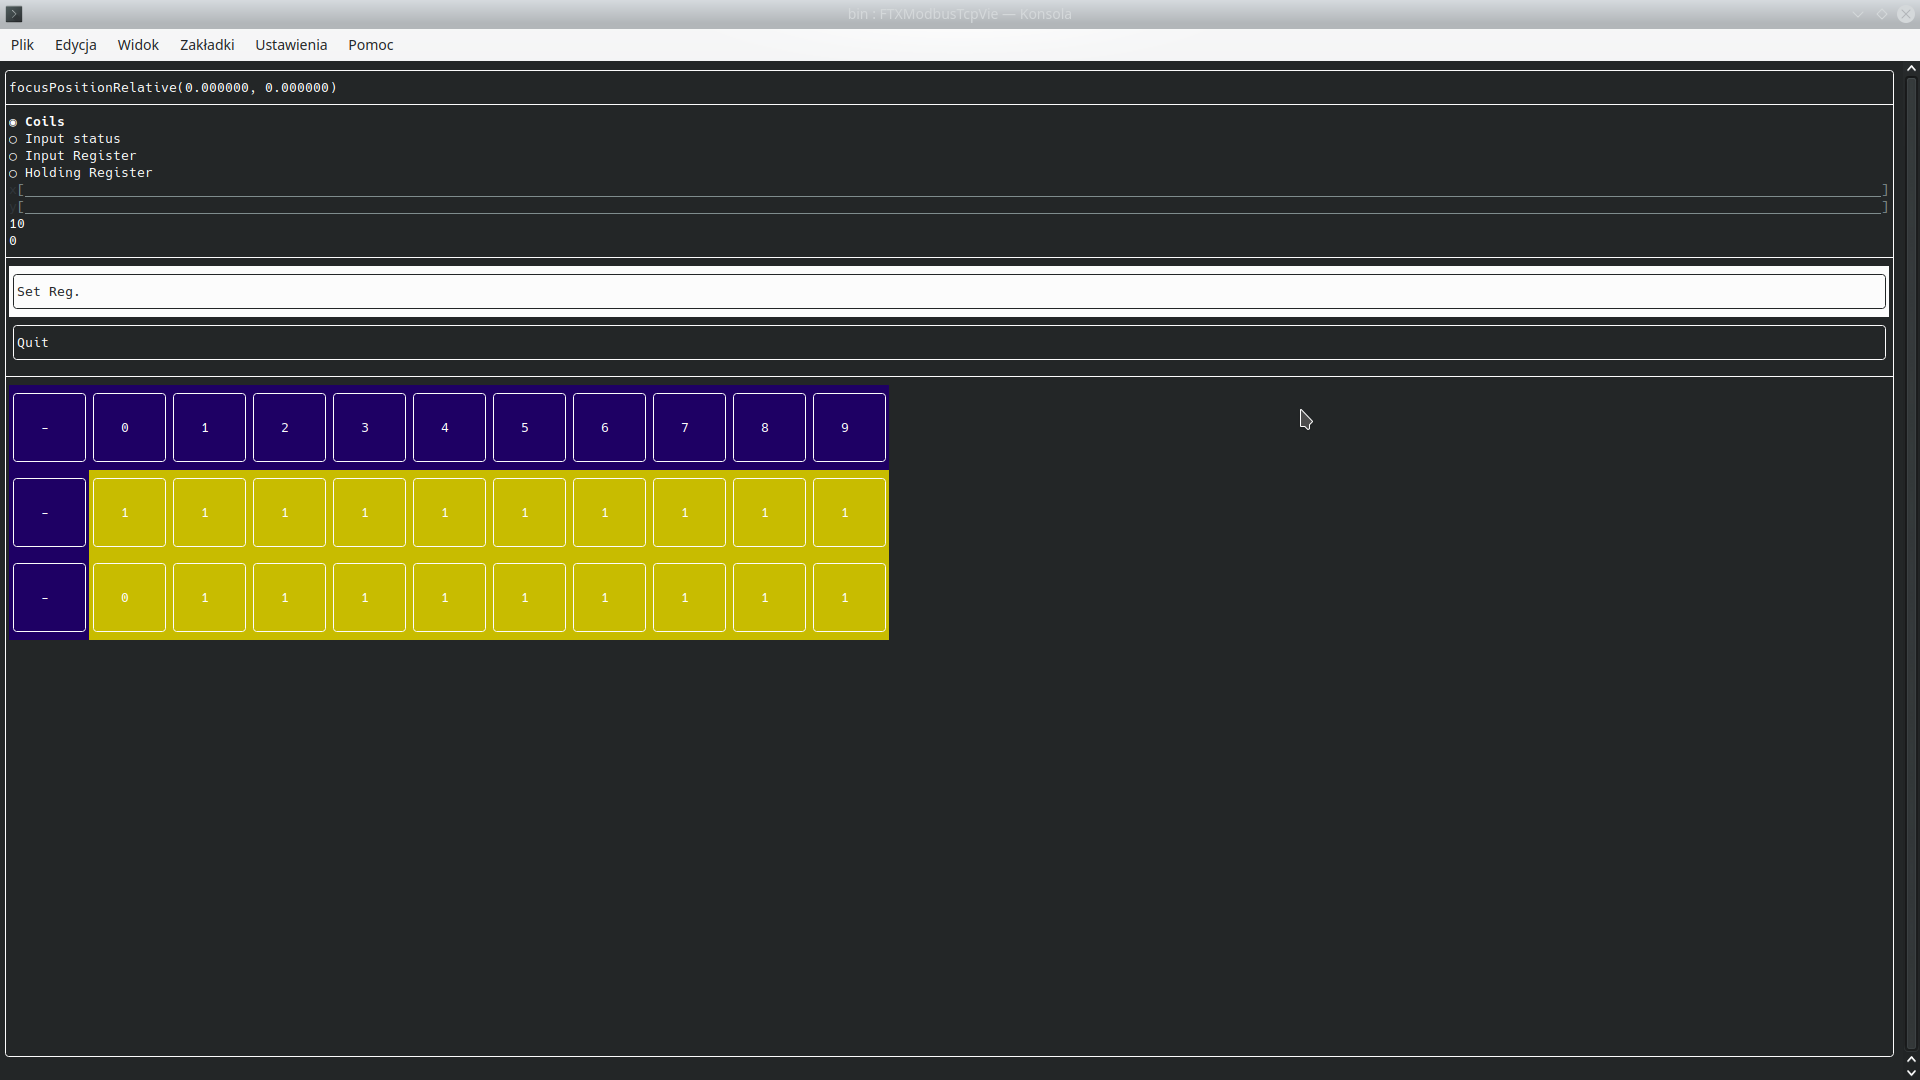 bin : FTXModbusTcpVie — Konsola
Plik Edycja Widok Zakładki Ustawienia Pomoc
focusPositionRelative(0.000000, 0.000000)
◉ Coils
○ Input status
○ Input Register
○ Holding Register
[ ]
[ ]
10
0
Set Reg.
Quit
- 0 1 2 3 4 5 6 7 8 9
- 1 1 1 1 1 1 1 1 1 1
- 0 1 1 1 1 1 1 1 1 1